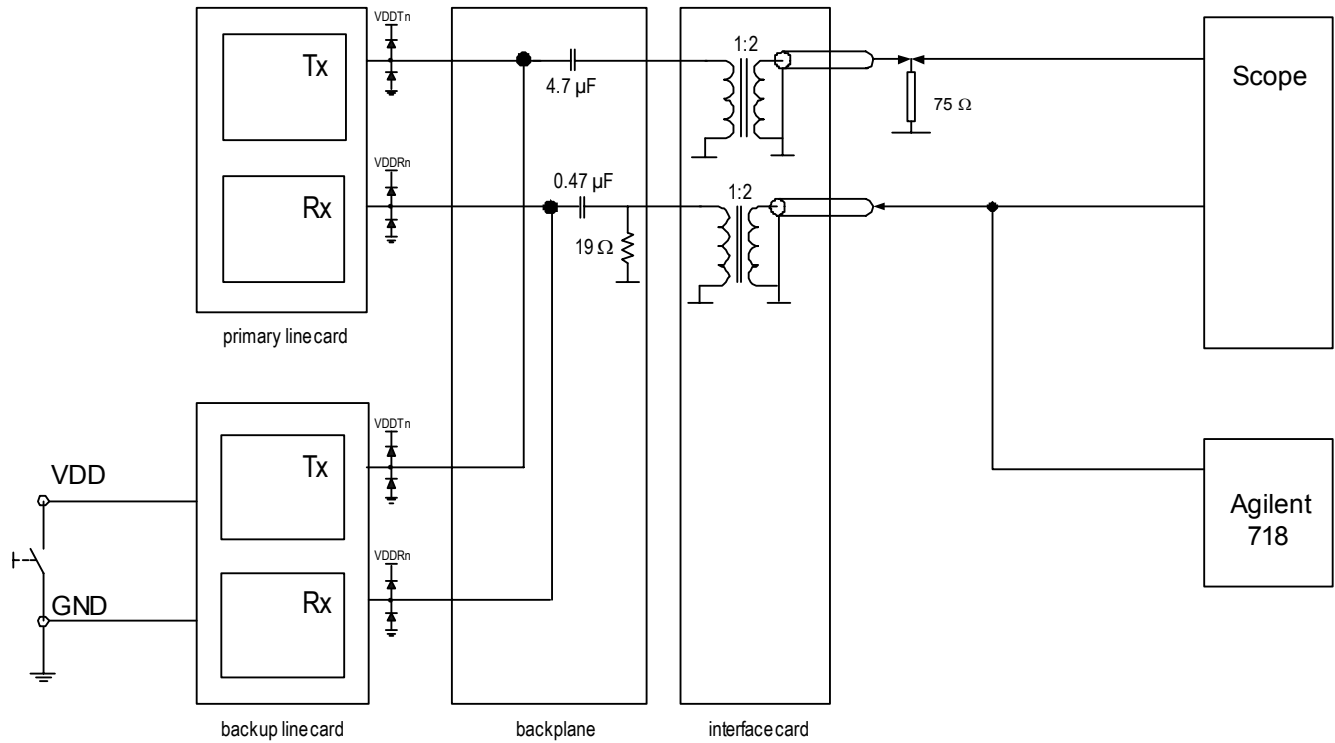 VDDTn
Tx
4.7 µF
1:2
75 Ω
Scope
VDDRn
Rx
0.47 µF
19 Ω
1:2
primary line card
VDDTn
Tx
VDD
VDDRn
Rx
GND
Agilent
718
backup line card
backplane
interface card